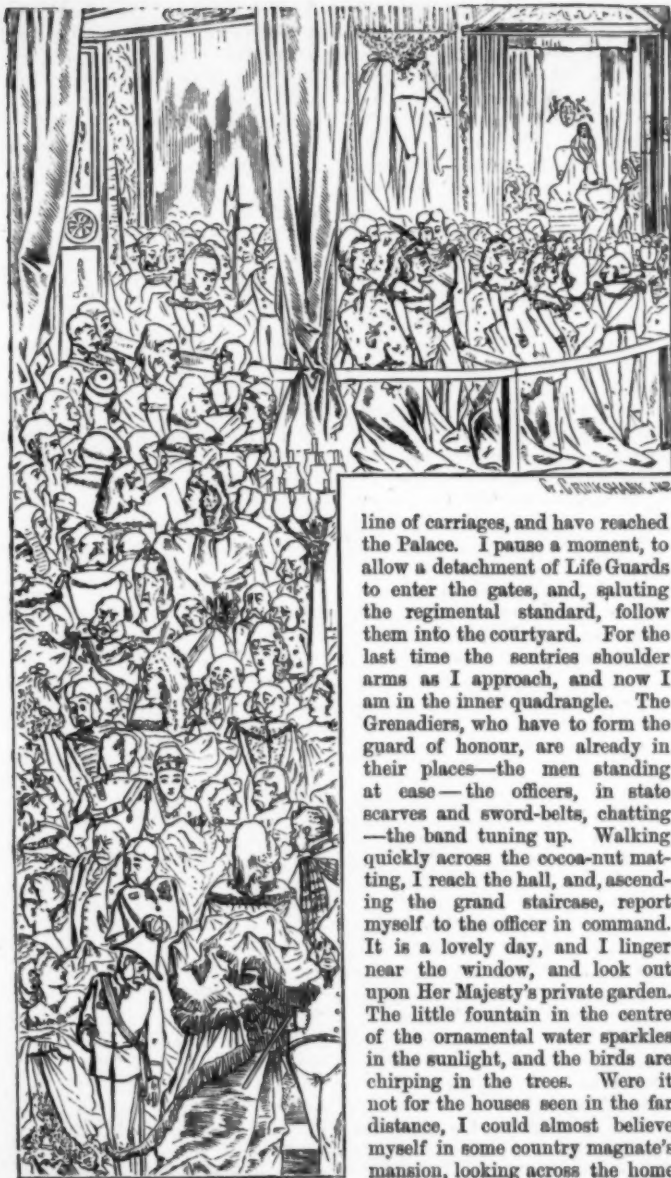 G. CRUIKSHANK. JNR
line of carriages, and have reached
the Palace. I pause a moment, to
allow a detachment of Life Guards
to enter the gates, and, saluting
the regimental standard, follow
them into the courtyard. For the
last time the sentries shoulder
arms as I approach, and now I
am in the inner quadrangle. The
Grenadiers, who have to form the
guard of honour, are already in
their places—the men standing
at ease—the officers, in state
scarves and sword-belts, chatting
—the band tuning up. Walking
quickly across the cocoa-nut mat-
ting, I reach the hall, and, ascend-
ing the grand staircase, report
myself to the officer in command.
It is a lovely day, and I linger
near the window, and look out
upon Her Majesty's private garden.
The little fountain in the centre
of the ornamental water sparkles
in the sunlight, and the birds are
chirping in the trees. Were it
not for the houses seen in the far
distance, I could almost believe
myself in some country magnate's
mansion, looking across the home